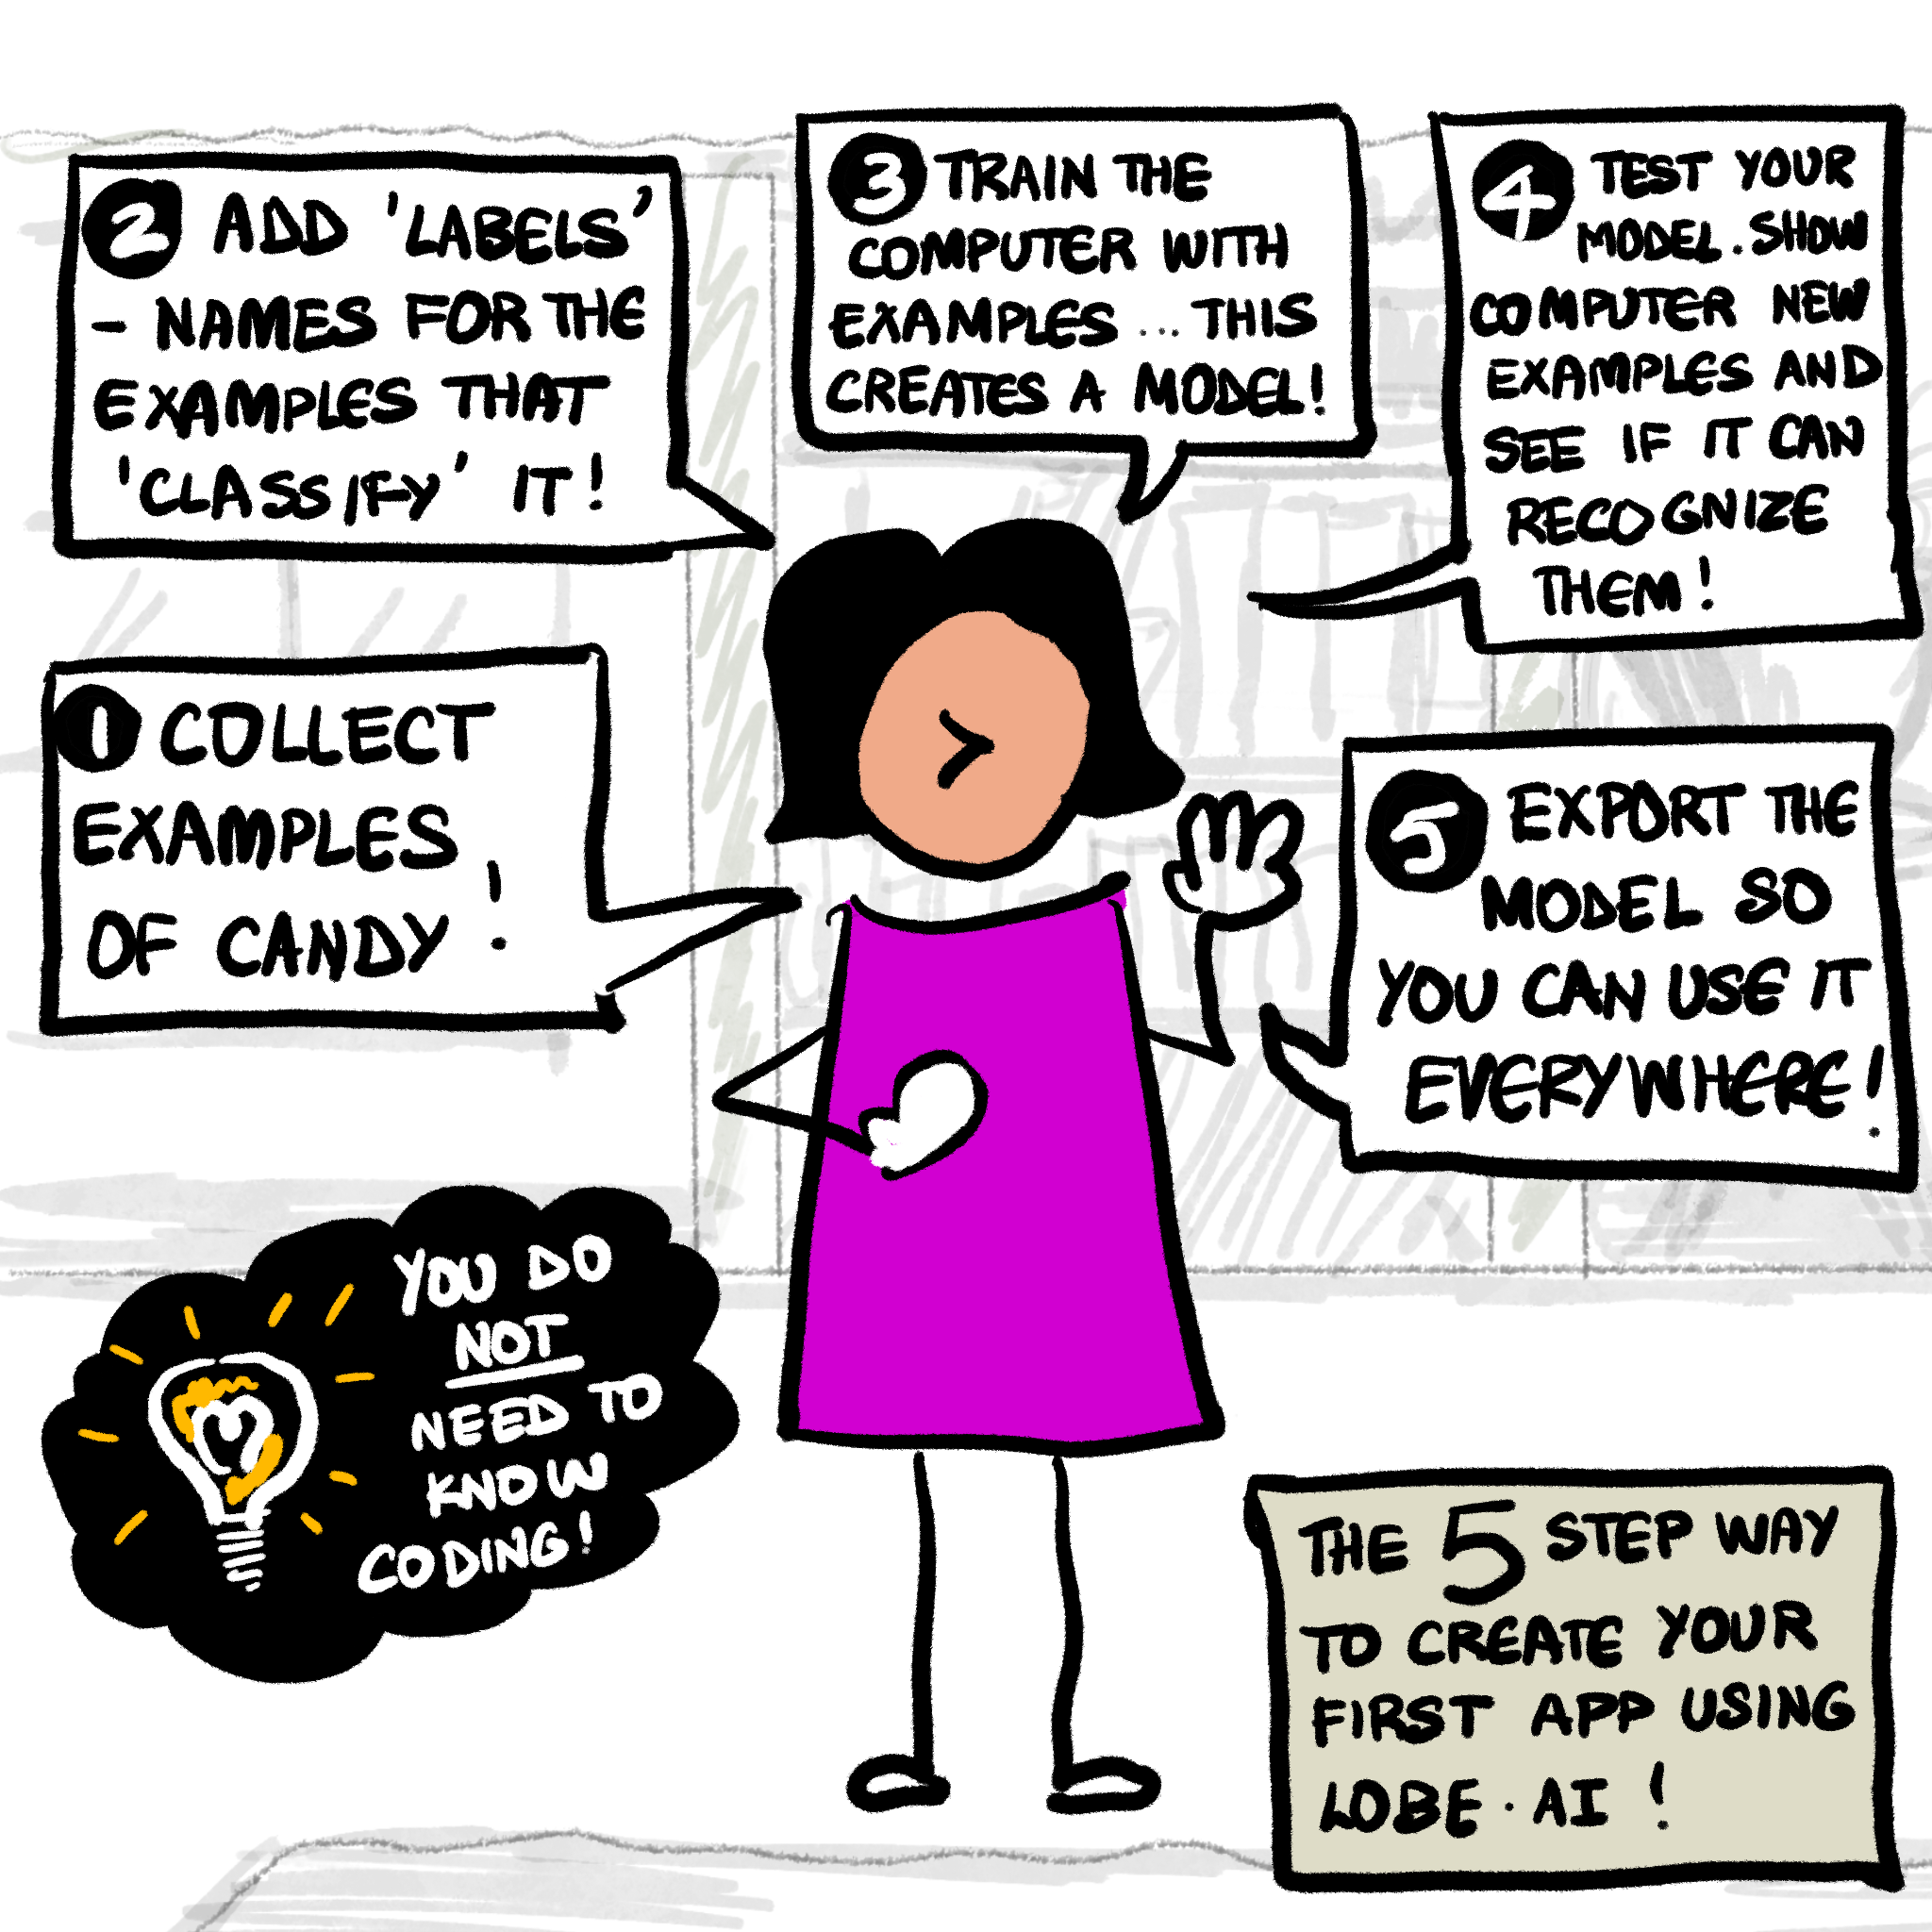 1 COLLECT
EXAMPLES
OF CANDY!
2 ADD 'LABELS'
- NAMES FOR THE
EXAMPLES THAT
'CLASSIFY' IT!
3 TRAIN THE
COMPUTER WITH
EXAMPLES ... THIS
CREATES A MODEL!
4 TEST YOUR
MODEL. SHOW
COMPUTER NEW
EXAMPLES AND
SEE IF IT CAN
RECOGNIZE
THEM!
5 EXPORT THE
MODEL SO
YOU CAN USE IT
EVERYWHERE!
YOU DO
NOT
NEED TO
KNOW
CODING!
THE 5 STEP WAY
TO CREATE YOUR
FIRST APP USING
LOBE.AI!